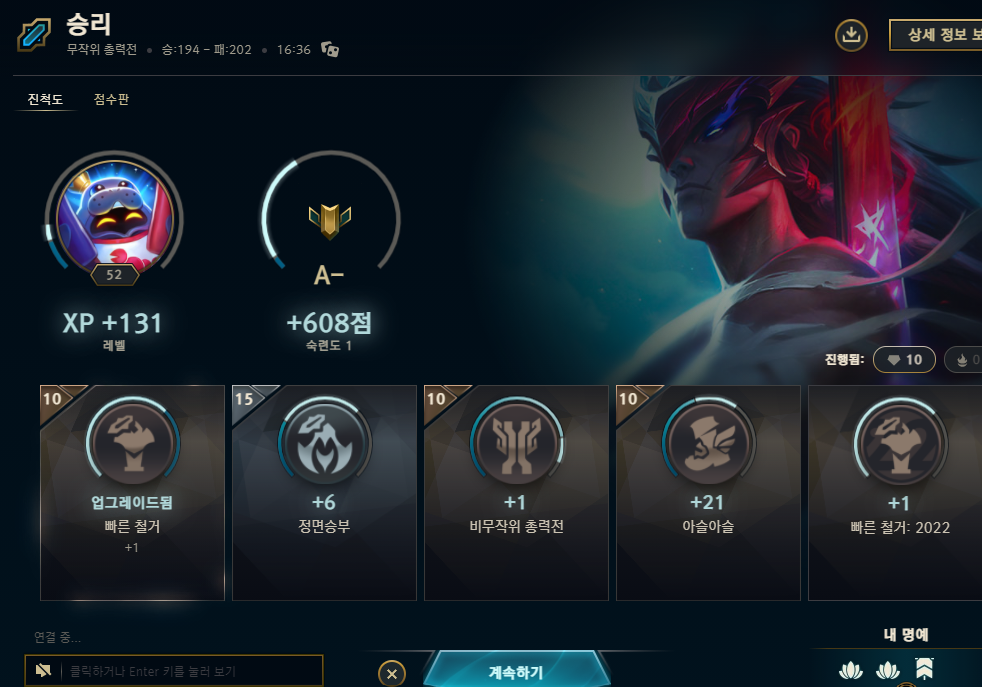 승리
무작위 총력전 • 승:194 - 패:202 • 16:36
상세 정보 보
진척도 점수판
52
A-
XP +131
레벨
+608점
숙련도 1
진행됨: 10 0
10
업그레이드됨
빠른 철거
+1
15
+6
정면승부
10
+1
비무작위 총력전
10
+21
아슬아슬
+1
빠른 철거: 2022
연결 중...
클릭하거나 Enter 키를 눌러 보기
계속하기
내 명예